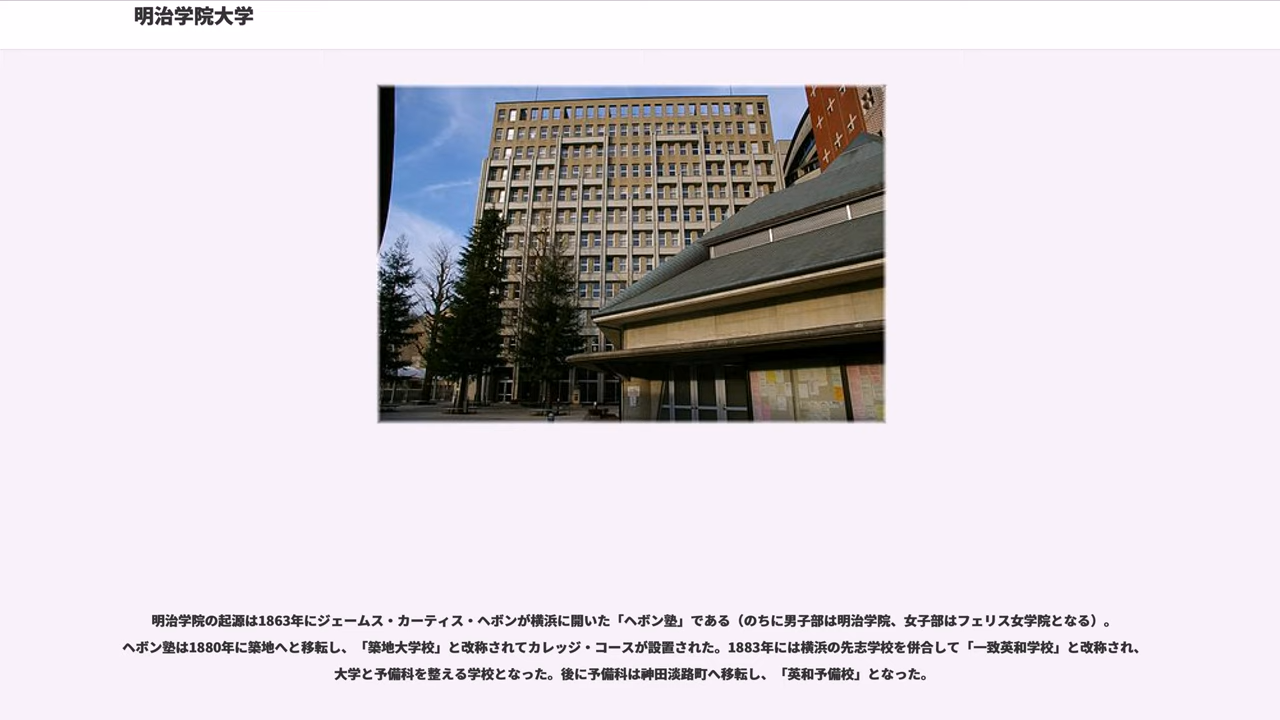 明治学院大学
明治学院の起源は1863年にジェームス・カーティス・ヘボンが横浜に開いた「ヘボン塾」である（のちに男子部は明治学院、女子部はフェリス女学院となる）。
ヘボン塾は1880年に築地へと移転し、「築地大学校」と改称されてカレッジ・コースが設置された。1883年には横浜の先志学校を併合して「一致英和学校」と改称され、
大学と予備科を整える学校となった。後に予備科は神田淡路町へ移転し、「英和予備校」となった。